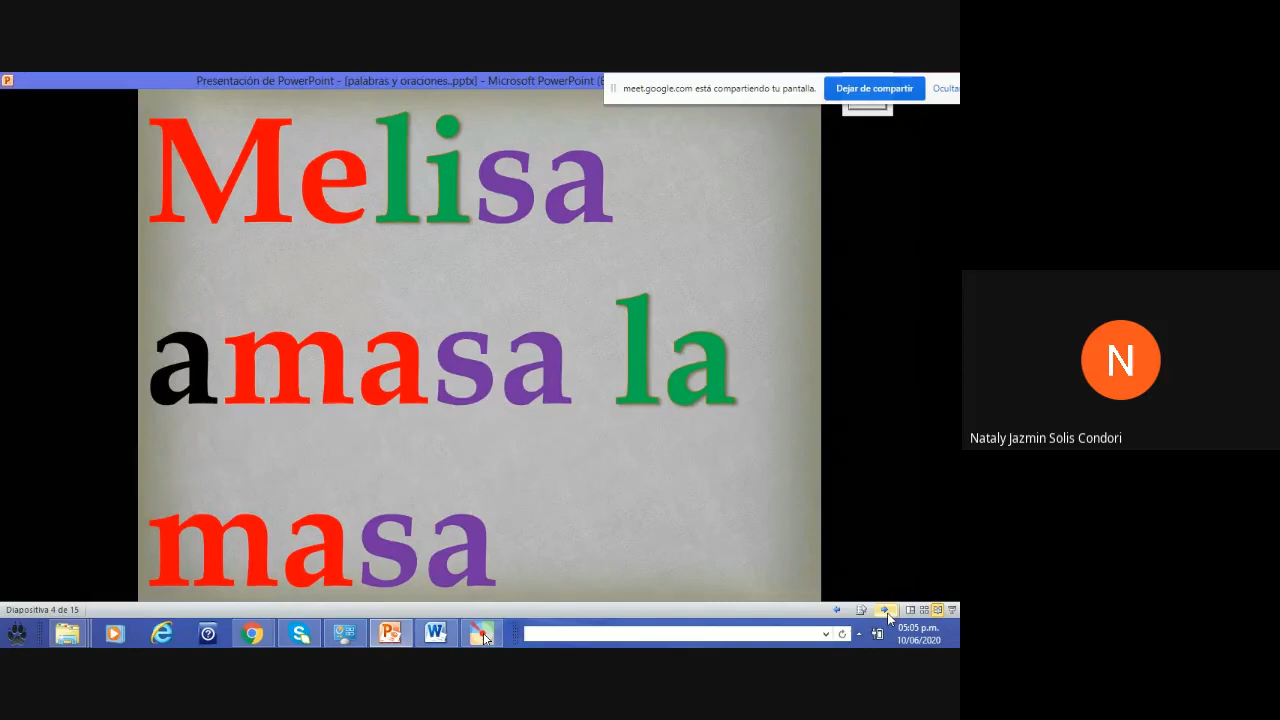 Presentación de PowerPoint - [palabras y oraciones..pptx] - Microsoft PowerPoint (
meet.google.com está compartiendo tu pantalla.
Dejar de compartir
Melisa
amasa la
masa
N
Nataly Jazmin Solis Condori
Diapositiva 4 de 15
05:05 p.m.
10/06/2020